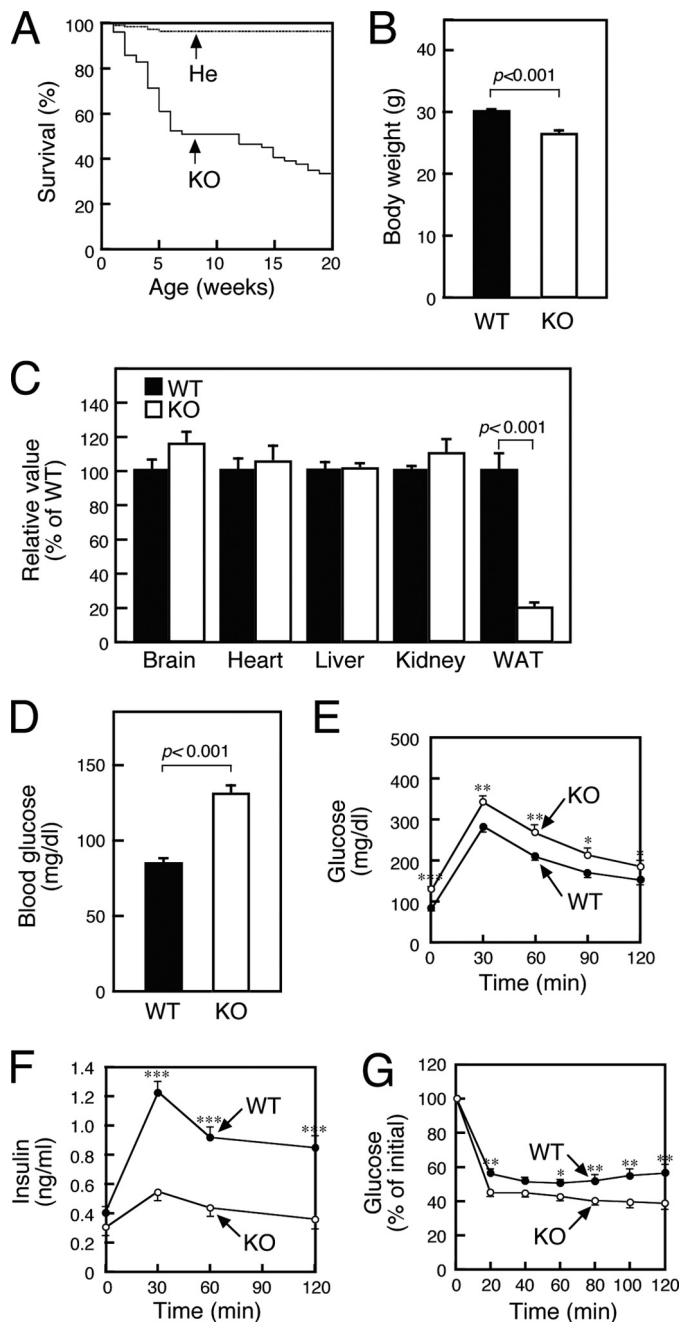 A
Survival (%)
100
80
60
40
20
0
He
KO
0 5 10 15 20
Age (weeks)
B
Body weight (g)
40
30
20
10
0
p<0.001
WT KO
C
WT
KO
Relative value
(% of WT)
140
120
100
80
60
40
20
0
p< 0.001
Brain Heart Liver Kidney WAT
D
Blood glucose
(mg/dl)
150
100
50
0
p< 0.001
WT KO
E
Glucose
(mg/dl)
500
400
300
200
100
0
***
**
**
*
*
KO
WT
0 30 60 90 120
Time (min)
F
Insulin
(ng/ml)
1.4
1.2
1.0
0.8
0.6
0.4
0.2
0
***
***
***
WT
KO
0 30 60 120
Time (min)
G
Glucose
(% of initial)
120
100
80
60
40
20
0
**
*
**
**
**
WT
KO
0 20 40 60 80 100 120
Time (min)